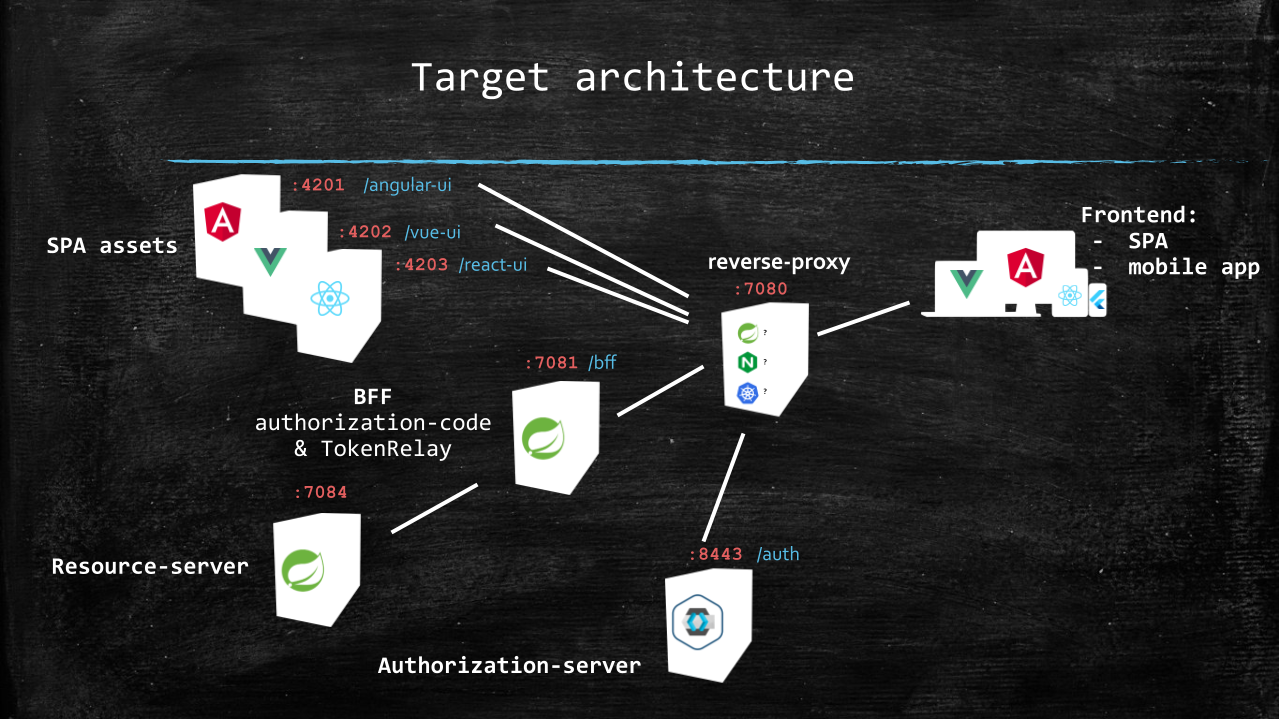 Target architecture
:4201 /angular-ui
:4202 /vue-ui
:4203 /react-ui
SPA assets
Frontend:
- SPA
- mobile app
reverse-proxy
:7080
?
?
?
:7081 /bff
BFF
authorization-code
& TokenRelay
:7084
Resource-server
:8443 /auth
Authorization-server